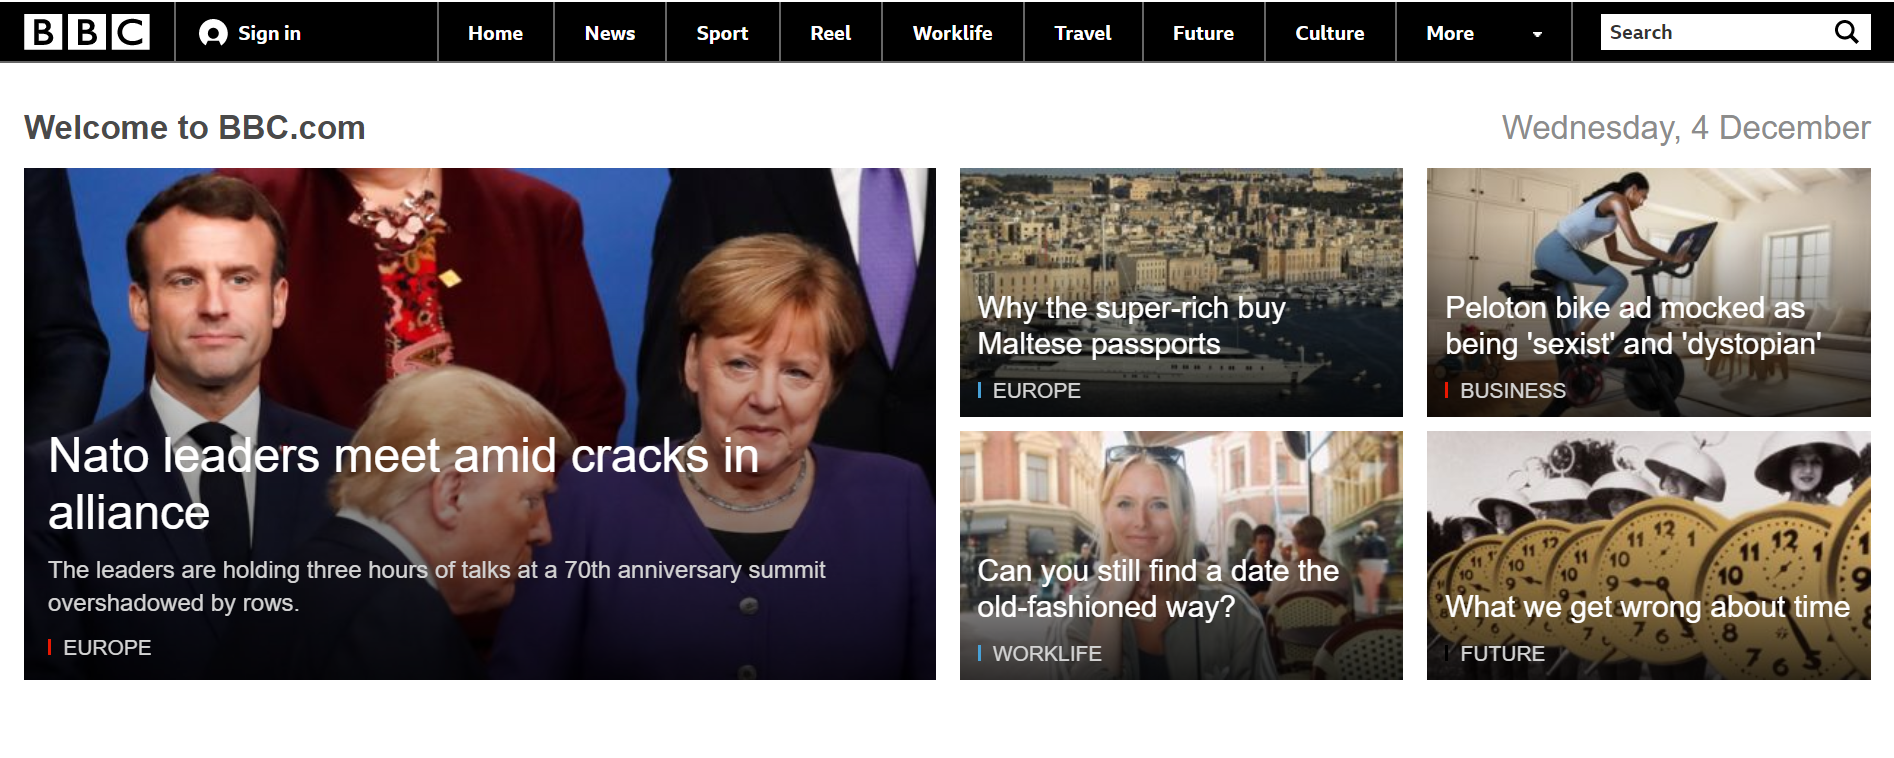 BBC
Sign in
Home
News
Sport
Reel
Worklife
Travel
Future
Culture
More
Search
Welcome to BBC.com
Wednesday, 4 December
Nato leaders meet amid cracks in
alliance
The leaders are holding three hours of talks at a 70th anniversary summit
overshadowed by rows.
EUROPE
Why the super-rich buy
Maltese passports
EUROPE
Peloton bike ad mocked as
being 'sexist' and 'dystopian'
BUSINESS
Can you still find a date the
old-fashioned way?
WORKLIFE
What we get wrong about time
FUTURE